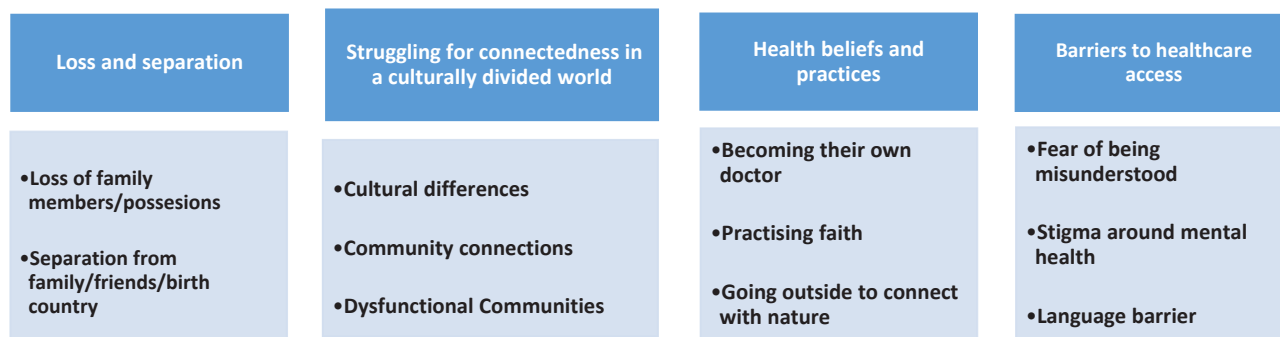 Loss and separation
•Loss of family
members/possesions
•Separation from
family/friends/birth
country
Struggling for connectedness in
a culturally divided world
•Cultural differences
•Community connections
•Dysfunctional Communities
Health beliefs and
practices
•Becoming their own
doctor
•Practising faith
•Going outside to connect
with nature
Barriers to healthcare
access
•Fear of being
misunderstood
•Stigma around mental
health
•Language barrier